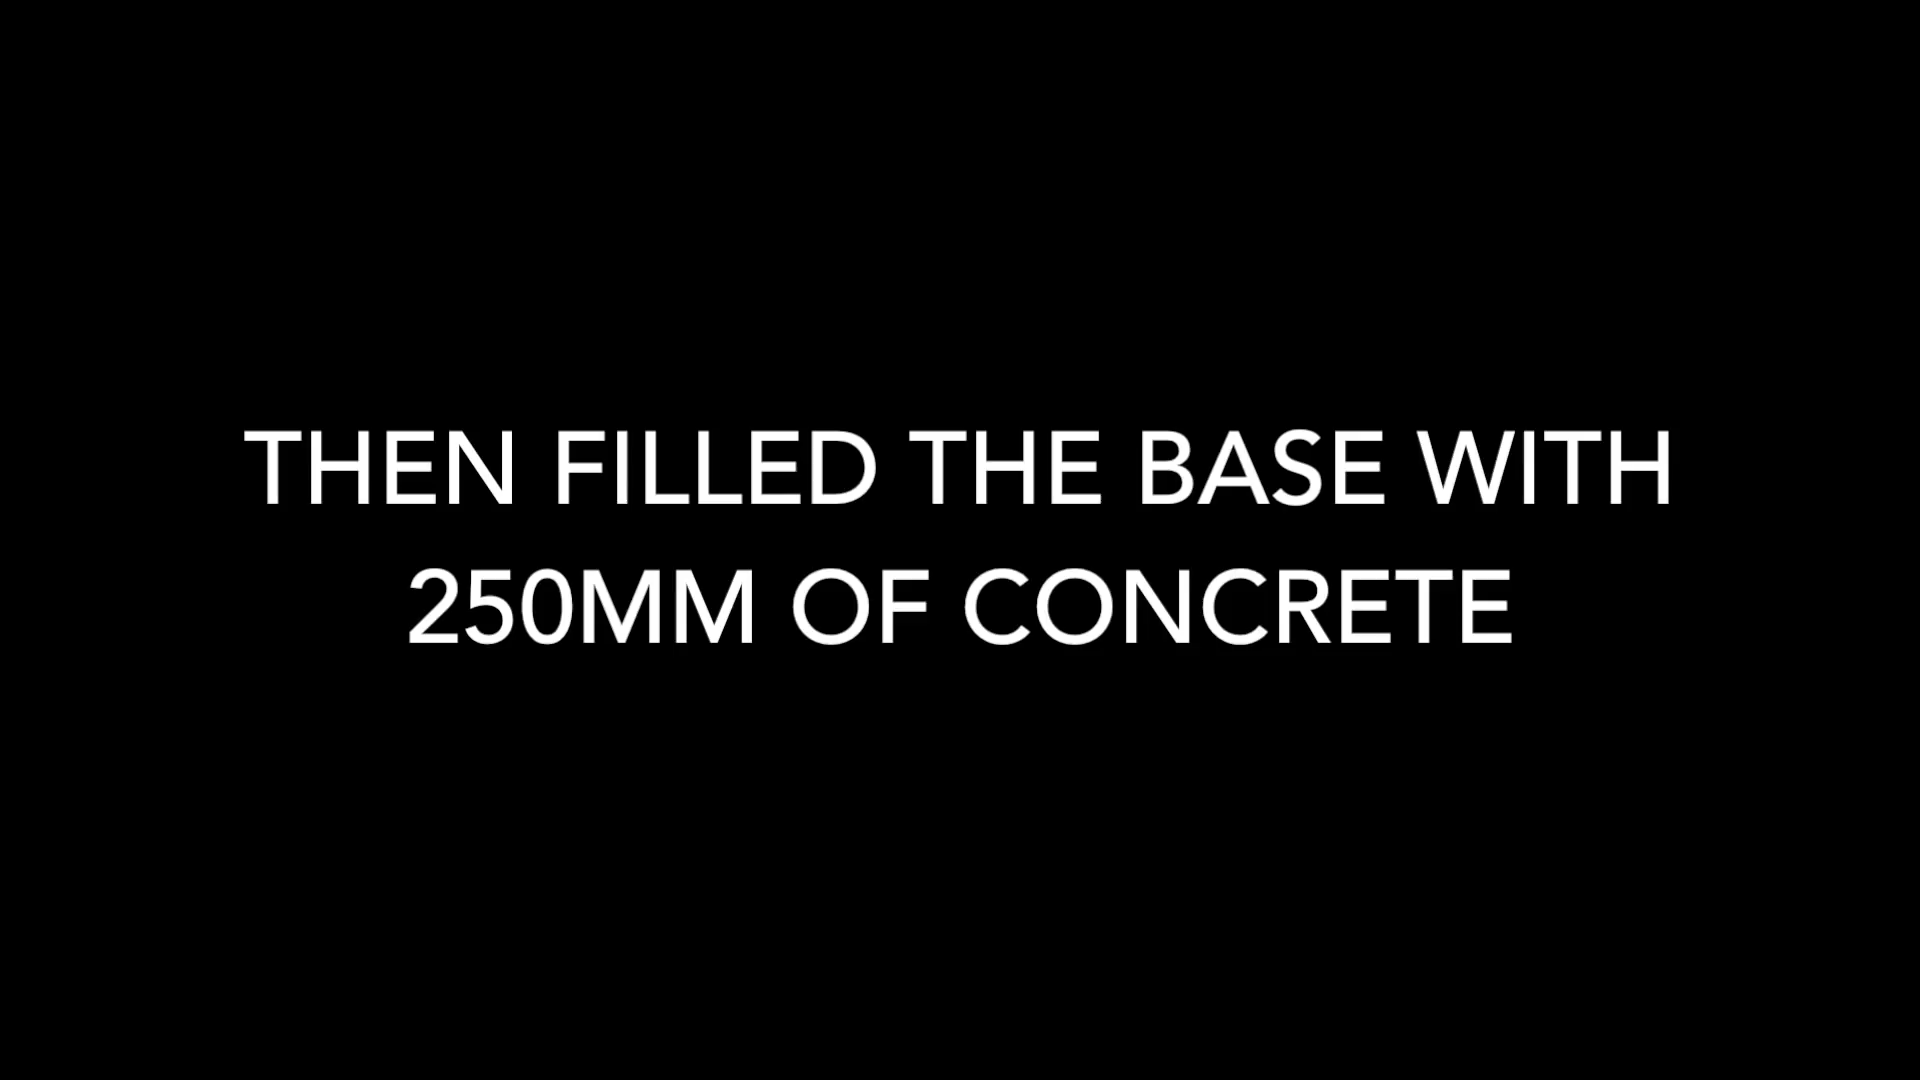 THEN FILLED THE BASE WITH
250MM OF CONCRETE